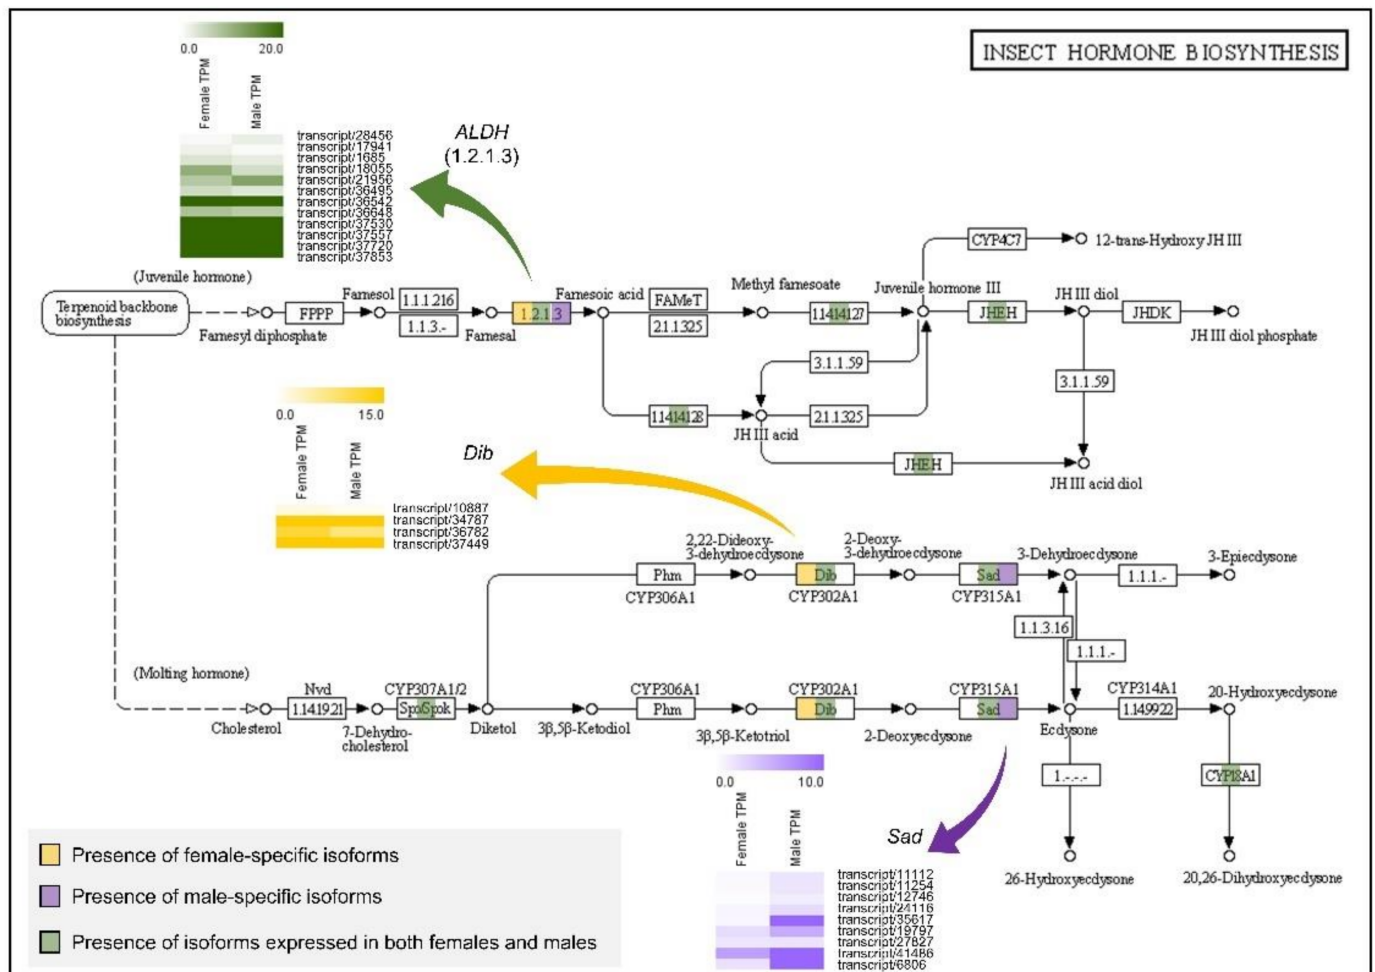 INSECT HORMONE BIOSYNTHESIS
0.0 20.0
Female TPM
Male TPM
transcript/28456
transcript/17941
transcript/1685
transcript/18055
transcript/21956
transcript/36495
transcript/36542
transcript/36648
transcript/37530
transcript/37557
transcript/37720
transcript/37853
ALDH
(1.2.1.3)
(Juvenile hormone)
Terpenoid backbone
biosynthesis
Farnesyl diphosphate
FPPP
Farnesol
1.1.1.216
1.1.3.-
Farnesal
1.2.1.3
Farnesoic acid
FAMeT
2.1.1.325
Methyl farnesoate
1.14.14.127
Juvenile hormone III
CYP4C7
12-trans-Hydroxy JH III
JHEH
JH III diol
JHDK
JH III diol phosphate
3.1.1.59
3.1.1.59
1.14.14.128
JH III acid
2.1.1.325
JHEH
JH III acid diol
0.0 15.0
Female TPM
Male TPM
transcript/10887
transcript/34787
transcript/36782
transcript/37449
Dib
2,22-Dideoxy-
3-dehydroecdysone
2-Deoxy-
3-dehydroecdysone
3-Dehydroecdysone
3-Epiecdysone
Phm
CYP306A1
Dib
CYP302A1
Sad
CYP315A1
1.1.1.-
1.1.3.16
1.1.1.-
(Molting hormone)
Cholesterol
Nvd
1.14.19.21
7-Dehydro-
cholesterol
CYP307A1/2
Spo/Spok
Diketol
3β,5β-Ketodiol
CYP306A1
Phm
3β,5β-Ketotriol
CYP302A1
Dib
2-Deoxyecdysone
CYP315A1
Sad
Ecdysone
CYP314A1
1.14.99.22
20-Hydroxyecdysone
1.-.-.-
CYP18A1
26-Hydroxyecdysone
20,26-Dihydroxyecdysone
0.0 10.0
Female TPM
Male TPM
Sad
transcript/11112
transcript/11254
transcript/12746
transcript/24116
transcript/35617
transcript/19797
transcript/27827
transcript/41486
transcript/6806
Presence of female-specific isoforms
Presence of male-specific isoforms
Presence of isoforms expressed in both females and males